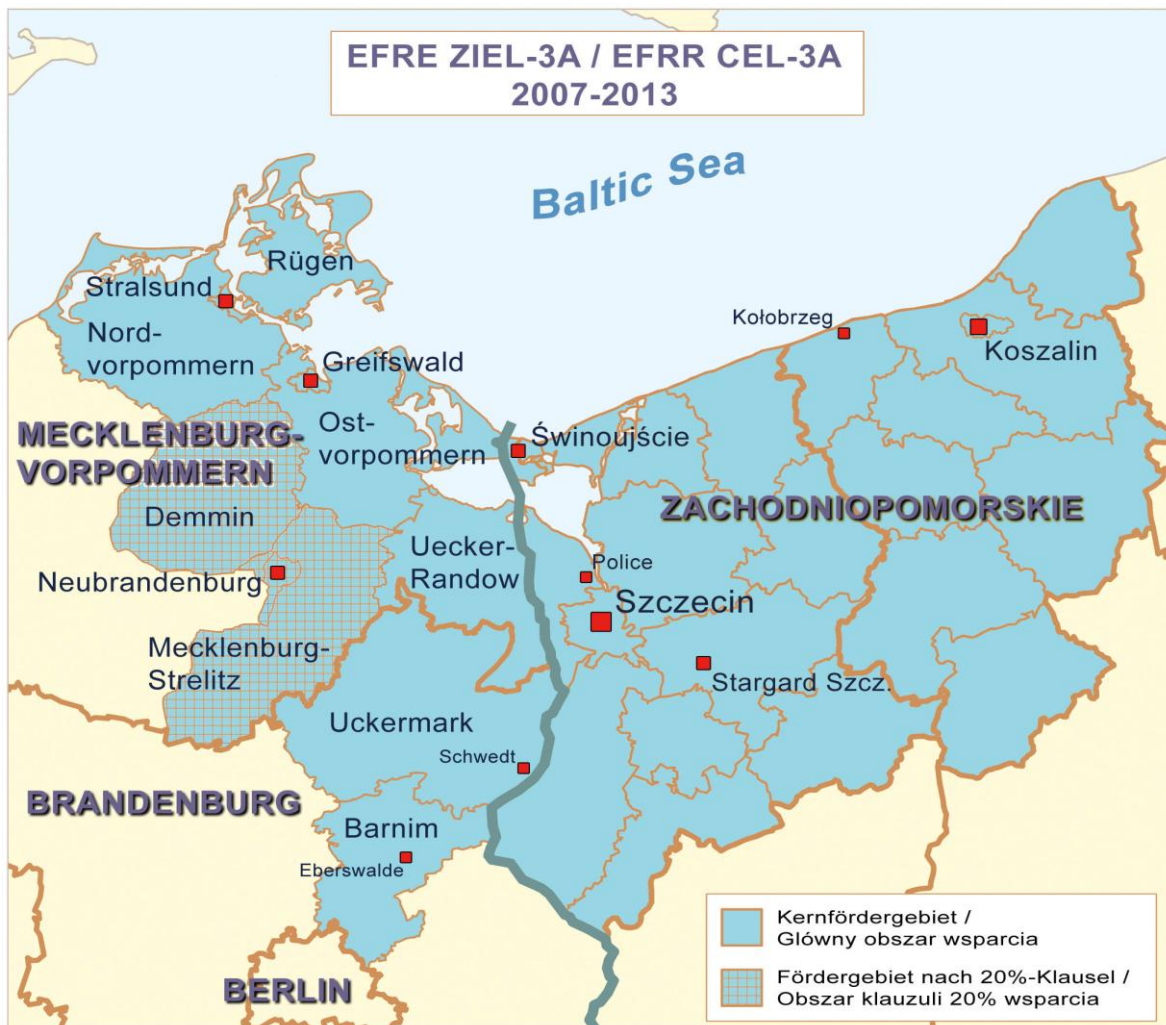 EFRE ZIEL-3A / EFRR CEL-3A
2007-2013
Baltic Sea
Rügen
Stralsund
Nord-
vorpommern
Kołobrzeg
Koszalin
Greifswald
Ost-
vorpommern
MECKLENBURG-
VORPOMMERN
Świnoujście
ZACHODNIOPOMORSKIE
Demmin
Uecker-
Randow
Police
Neubrandenburg
Szczecin
Mecklenburg-
Strelitz
Stargard Szcz.
Uckermark
Schwedt
BRANDENBURG
Barnim
Eberswalde
BERLIN
Kernfördergebiet /
Glówny obszar wsparcia
Fördergebiet nach 20%-Klausel /
Obszar klauzuli 20% wsparcia